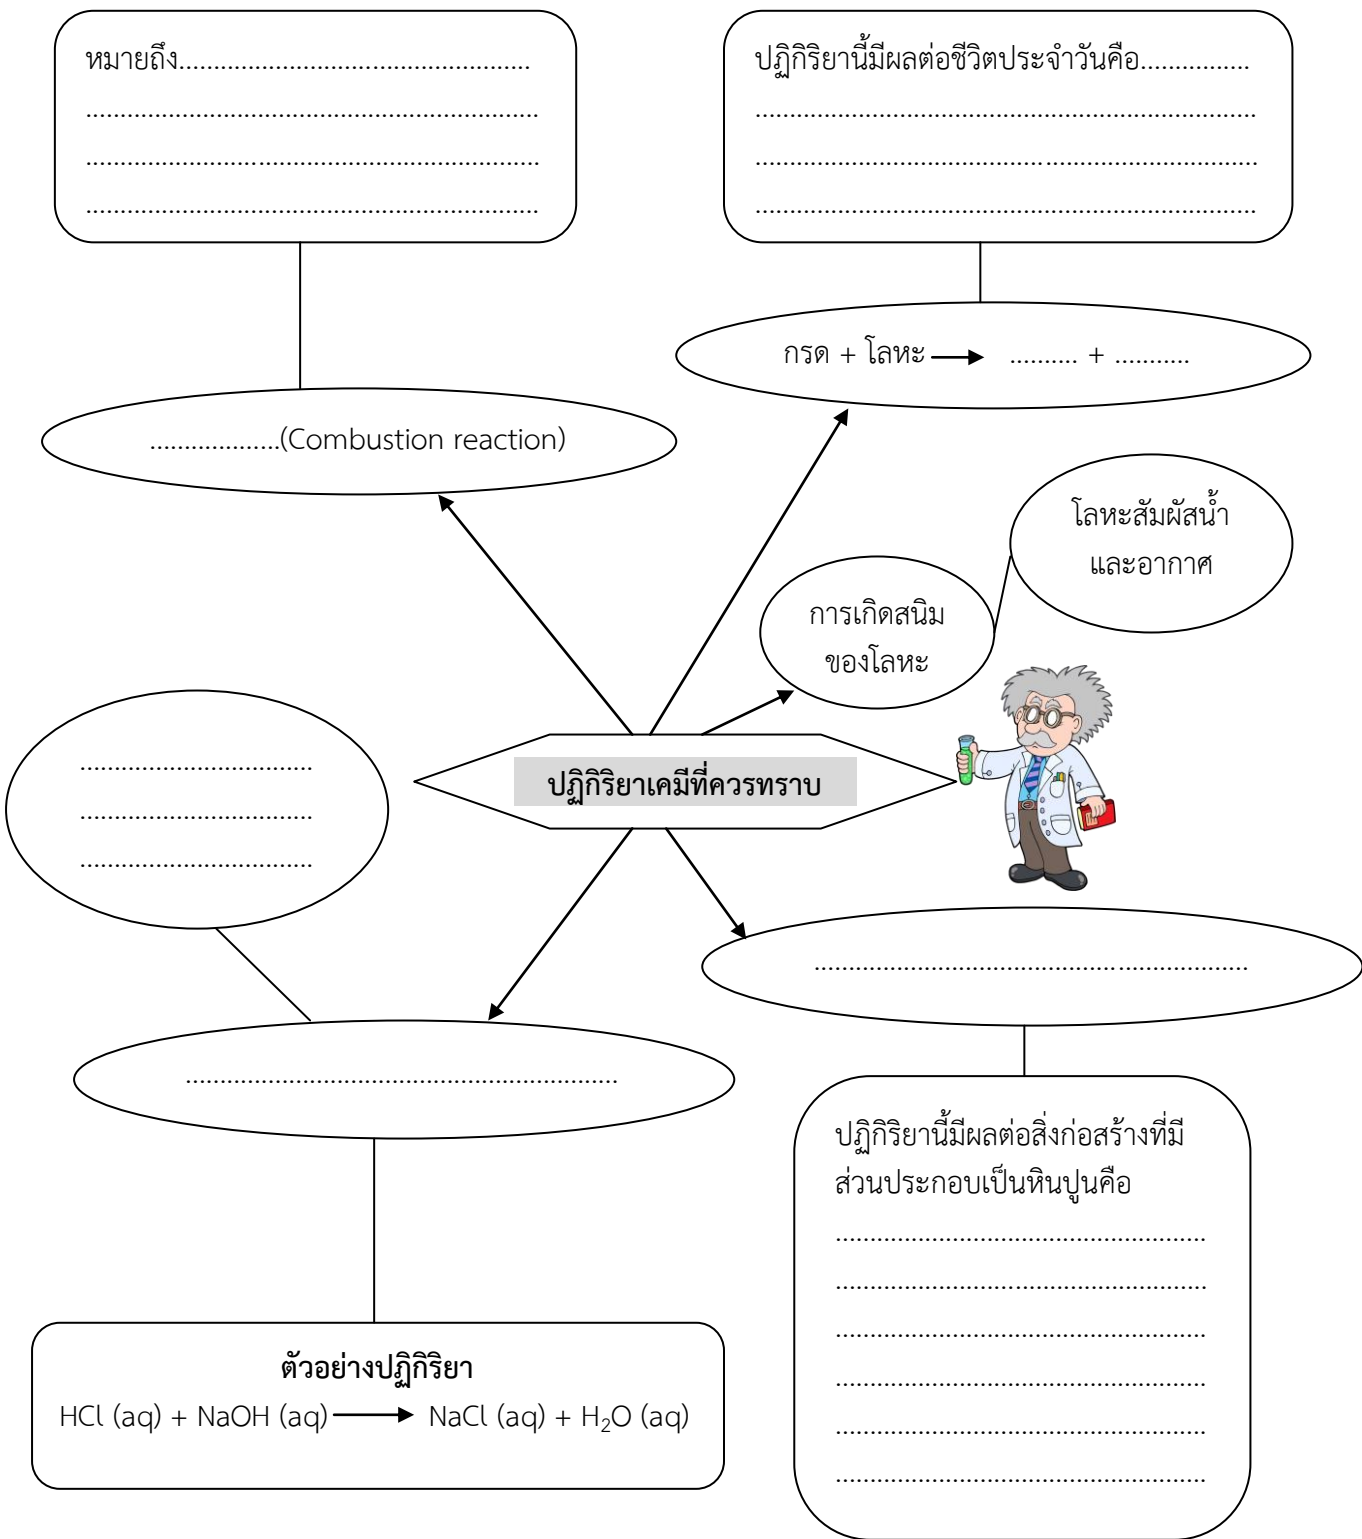 หมายถึง...................................................
..................................................................
..................................................................
..................................................................
ปฏิกิริยานี้มีผลต่อชีวิตประจำวันคือ................
.........................................................................
.........................................................................
.........................................................................
กรด + โลหะ → .......... + ...........
...................(Combustion reaction)
โลหะสัมผัสน้ำ
และอากาศ
การเกิดสนิม
ของโลหะ
..................................
..................................
..................................
ปฏิกิริยาเคมีที่ควรทราบ
...............................................................
...............................................................
ปฏิกิริยานี้มีผลต่อสิ่งก่อสร้างที่มี
ส่วนประกอบเป็นหินปูนคือ
......................................................
......................................................
......................................................
......................................................
......................................................
......................................................
ตัวอย่างปฏิกิริยา
HCl (aq) + NaOH (aq) → NaCl (aq) + H₂O (aq)